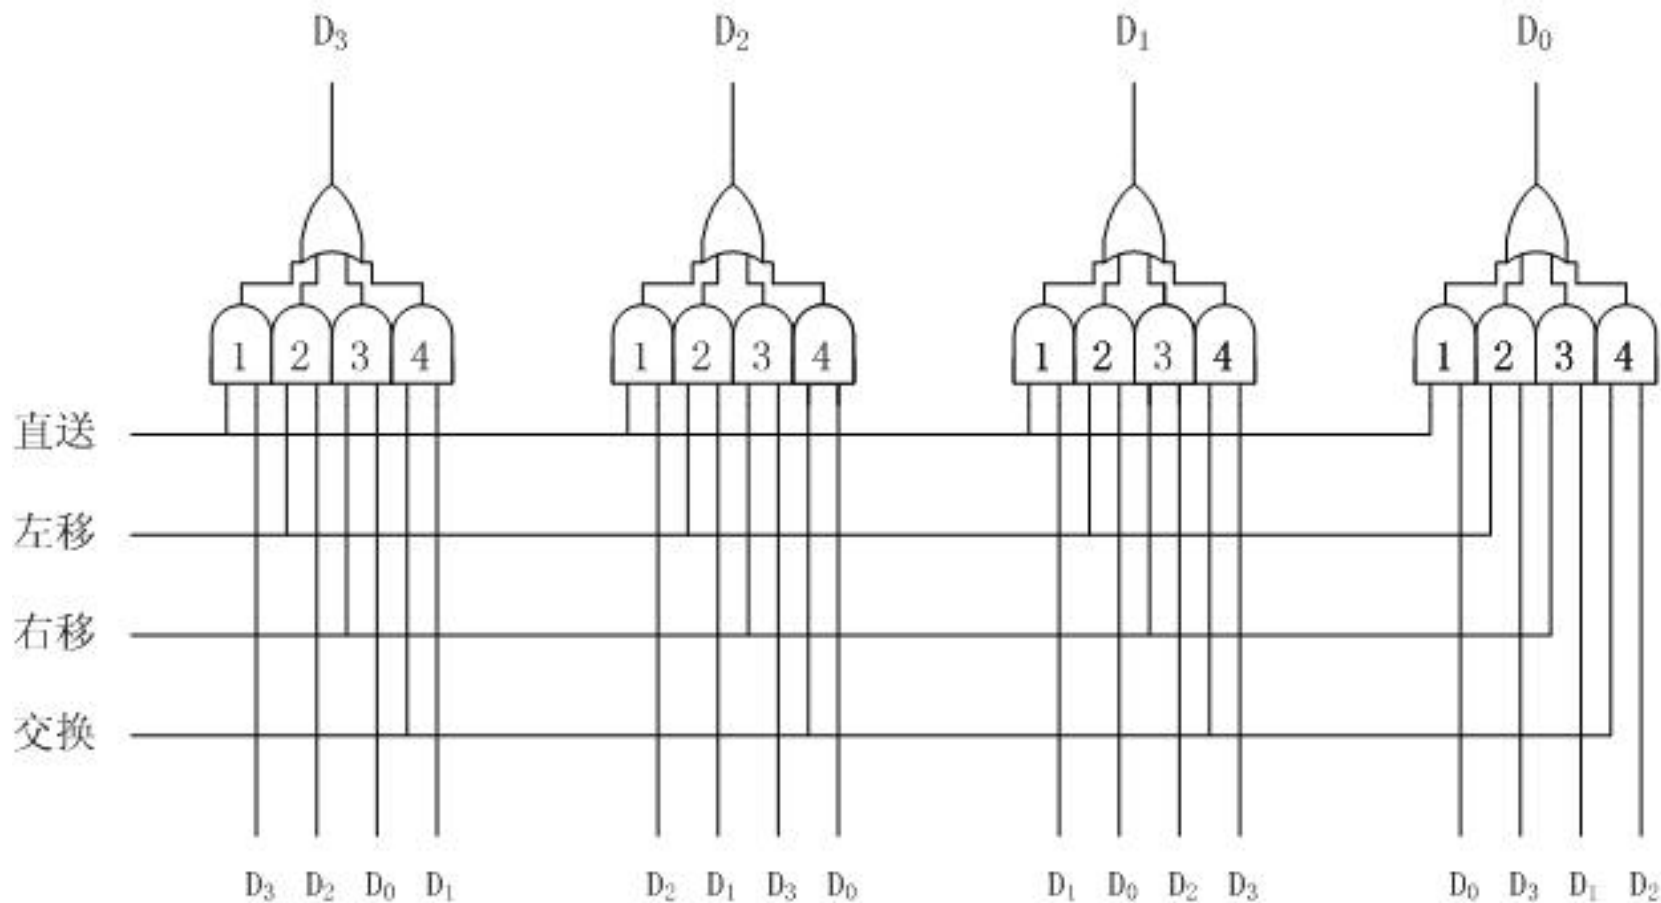 D₃ D₂ D₁ D₀
1 2 3 4 1 2 3 4 1 2 3 4 1 2 3 4
直送
左移
右移
交换
D₃ D₂ D₀ D₁ D₂ D₁ D₃ D₀ D₁ D₀ D₂ D₃ D₀ D₃ D₁ D₂